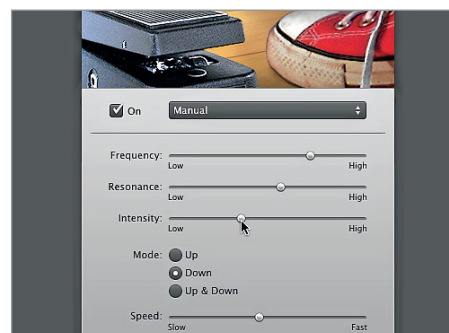 On Manual
Frequency:
Low High
Resonance:
Low High
Intensity:
Low High
Mode: Up
Down
Up & Down
Speed:
Slow Fast